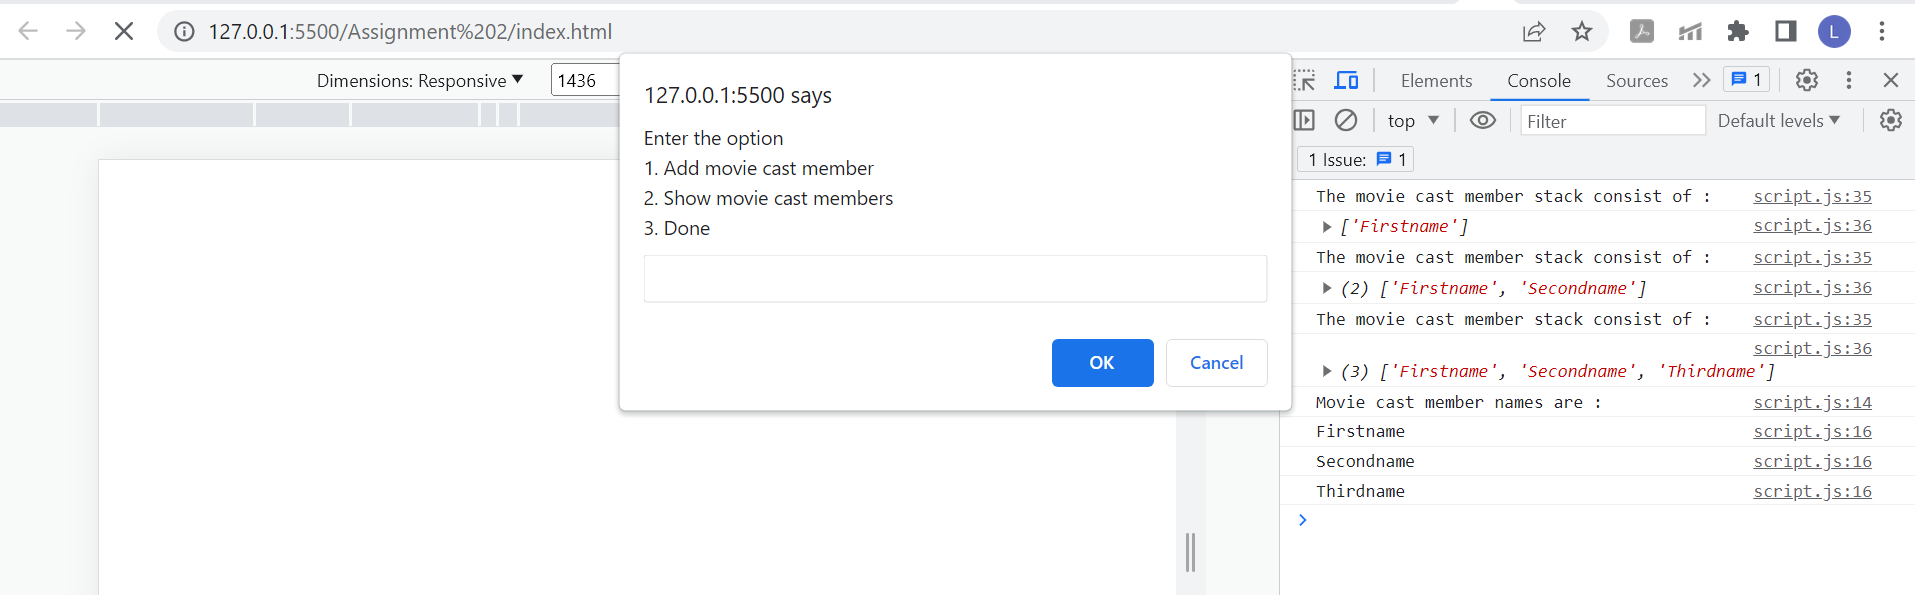 127.0.0.1:5500/Assignment%202/index.html
L
Dimensions: Responsive
1436
127.0.0.1:5500 says
Enter the option
1. Add movie cast member
2. Show movie cast members
3. Done
OK
Cancel
Elements
Console
Sources
1
top
Filter
Default levels
1 Issue: 1
The movie cast member stack consist of : script.js:35
['Firstname'] script.js:36
The movie cast member stack consist of : script.js:35
(2) ['Firstname', 'Secondname'] script.js:36
The movie cast member stack consist of : script.js:35
script.js:36
(3) ['Firstname', 'Secondname', 'Thirdname']
Movie cast member names are : script.js:14
Firstname script.js:16
Secondname script.js:16
Thirdname script.js:16